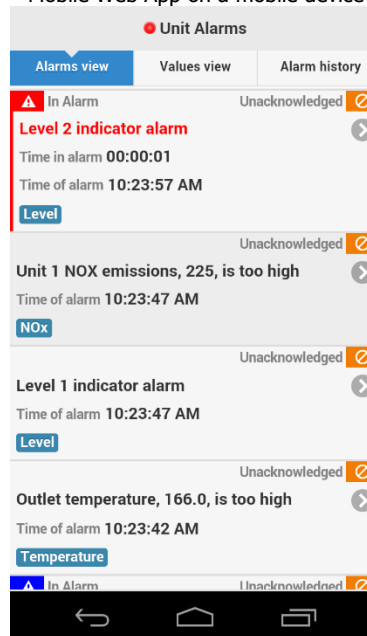 Mobile Web App on a mobile device
Unit Alarms
Alarms view Values view Alarm history
In Alarm Unacknowledged
Level 2 indicator alarm
Time in alarm 00:00:01
Time of alarm 10:23:57 AM
Level
Unacknowledged
Unit 1 NOX emissions, 225, is too high
Time of alarm 10:23:47 AM
NOx
Unacknowledged
Level 1 indicator alarm
Time of alarm 10:23:47 AM
Level
Unacknowledged
Outlet temperature, 166.0, is too high
Time of alarm 10:23:42 AM
Temperature
In Alarm Unacknowledged